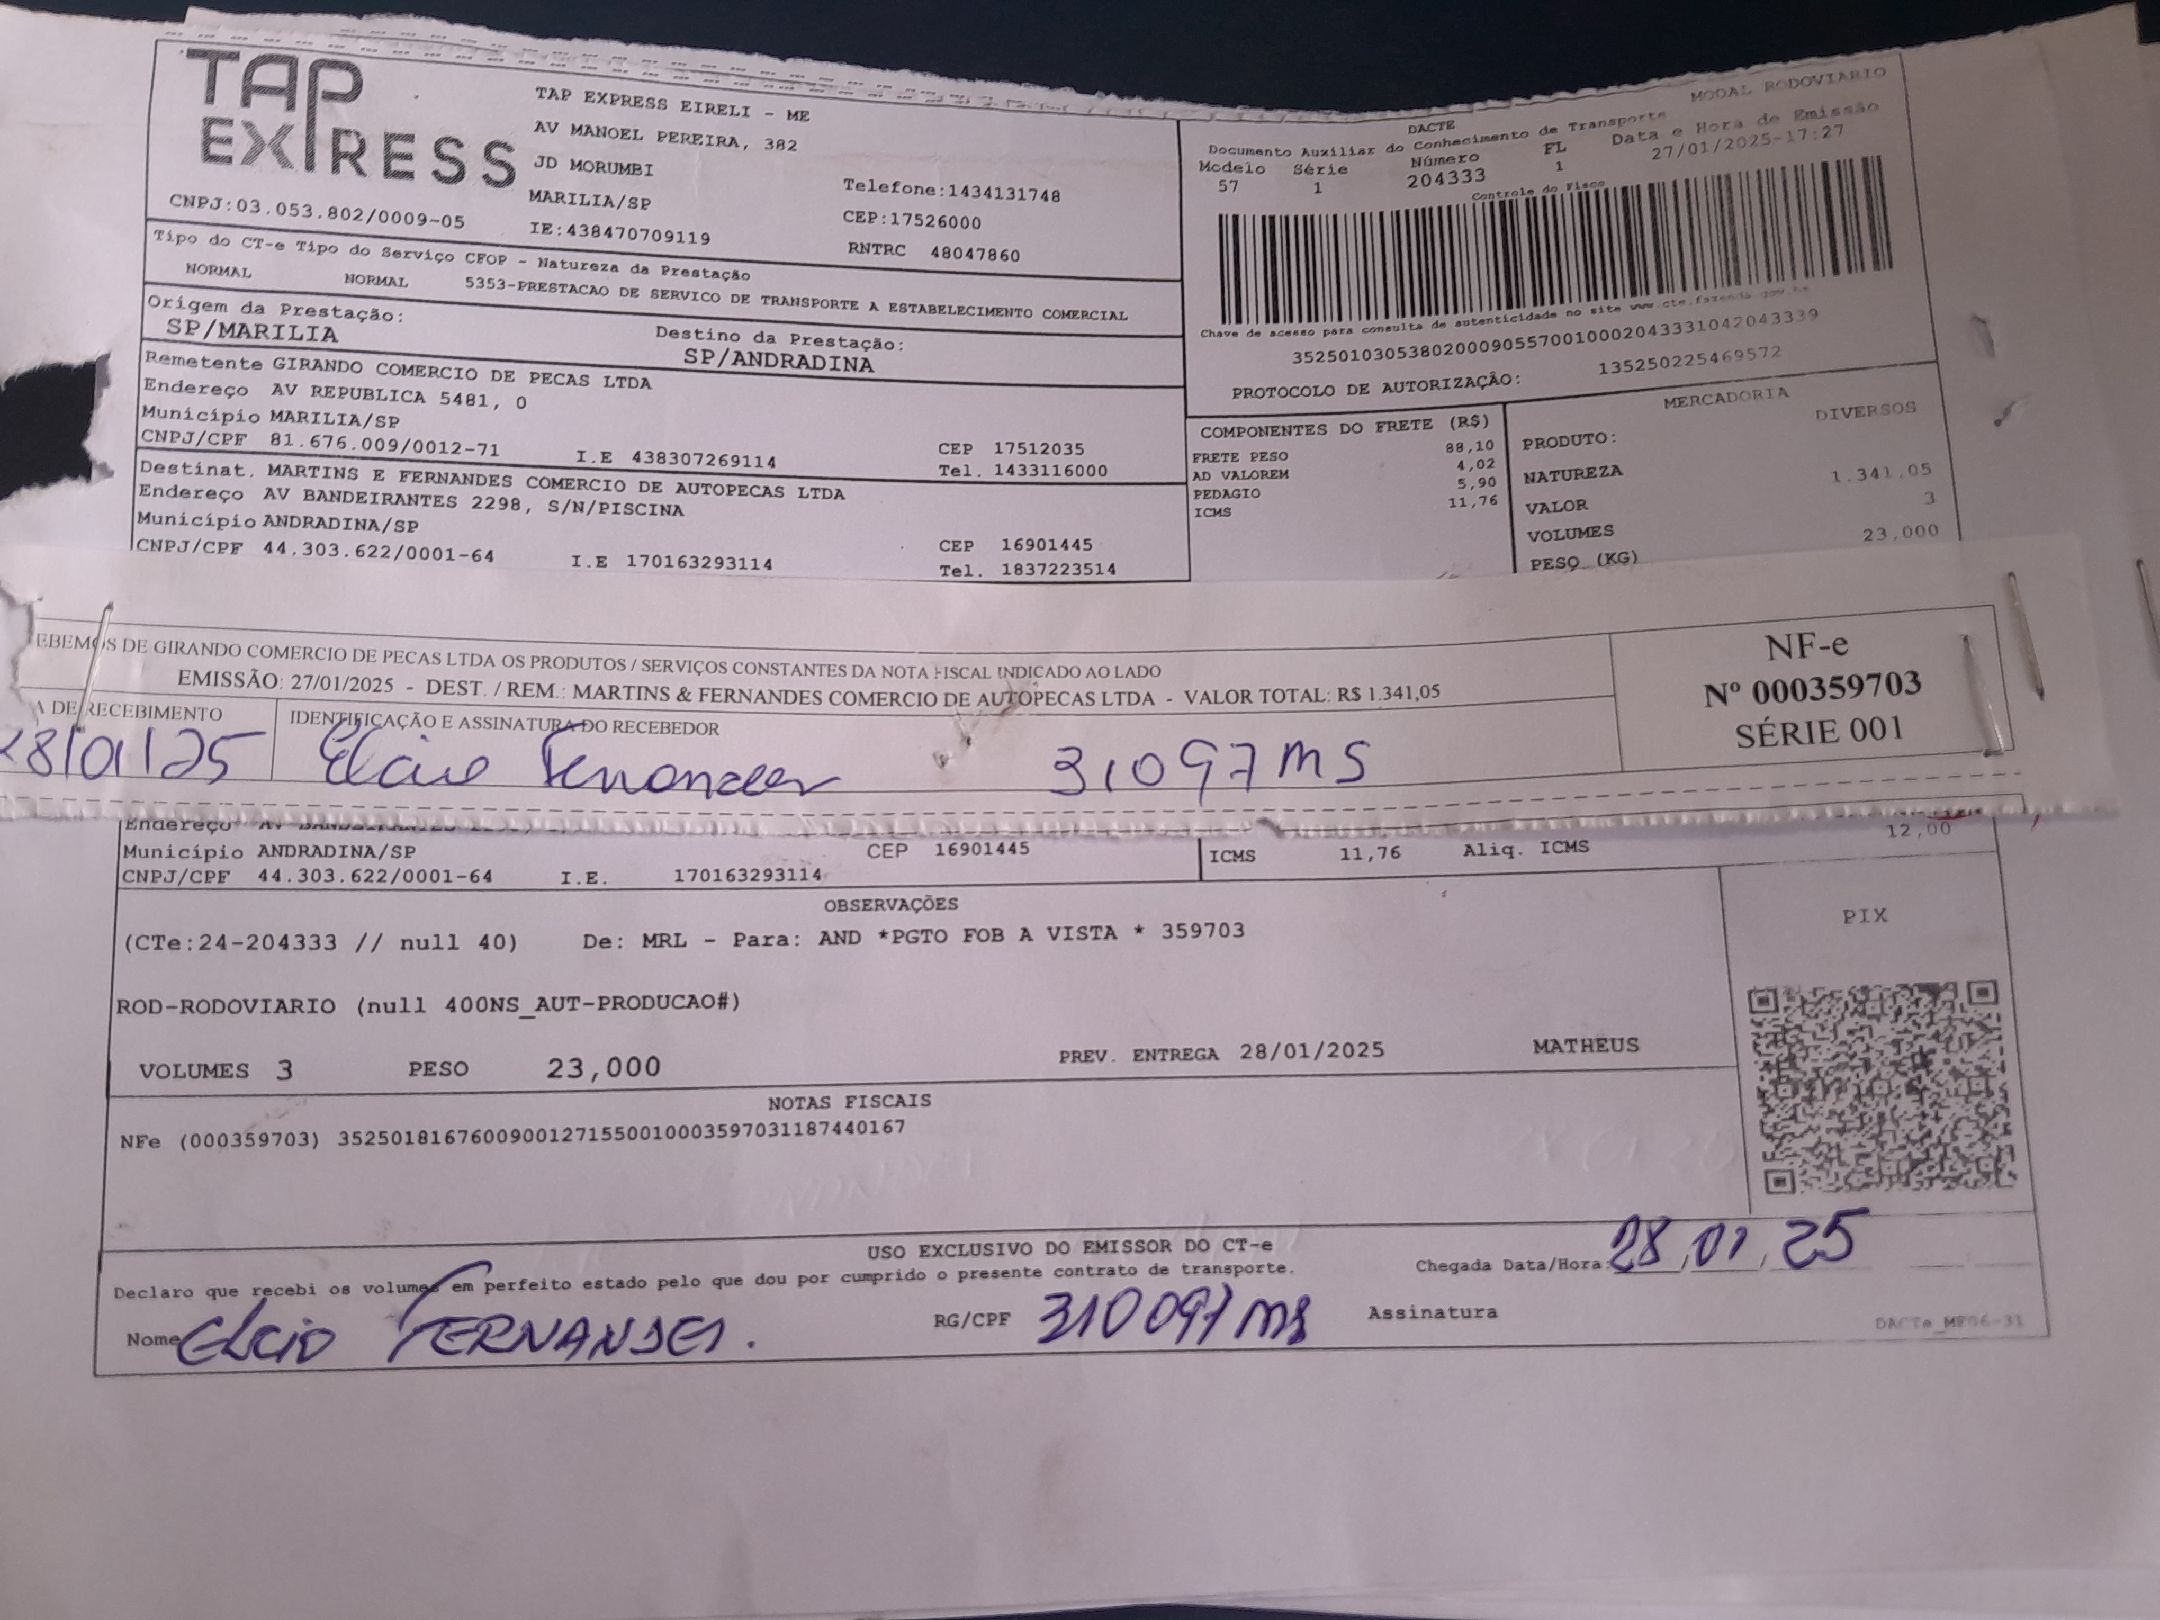 TAP EXPRESS
TAP EXPRESS EIRELI - ME
AV MANOEL PEREIRA, 382
JD MORUMBI
MARILIA/SP
IE:438470709119
Telefone:1434131748
CEP:17526000
RNTRC 48047860
CNPJ:03.053.802/0009-05
Tipo do CT-e Tipo do Serviço CFOP - Natureza da Prestação
NORMAL NORMAL 5353-PRESTACAO DE SERVICO DE TRANSPORTE A ESTABELECIMENTO COMERCIAL
Origem da Prestação:
SP/MARILIA
Destino da Prestação:
SP/ANDRADINA
Remetente GIRANDO COMERCIO DE PECAS LTDA
Endereço AV REPUBLICA 5481, 0
Município MARILIA/SP
CEP 17512035
CNPJ/CPF 81.676.009/0012-71 I.E 438307269114 Tel. 1433116000
Destinat. MARTINS E FERNANDES COMERCIO DE AUTOPECAS LTDA
Endereço AV BANDEIRANTES 2298, S/N/PISCINA
Município ANDRADINA/SP CEP 16901445
CNPJ/CPF 44.303.622/0001-64 I.E 170163293114 Tel. 1837223514
MODAL RODOVIARIO
DACTE
Documento Auxiliar do Conhecimento de Transporte
Modelo Série Número FL Data e Hora de Emissão
57 1 204333 1 27/01/2025-17:27
Controle do Fisco
Chave de acesso para consulta de autenticidade no site www.cte.fazenda.gov.br
35250103053802000905570010002043331042043339
PROTOCOLO DE AUTORIZAÇÃO: 135250225469572
COMPONENTES DO FRETE (R$)
FRETE PESO 88,10
AD VALOREM 4,02
PEDAGIO 5,90
ICMS 11,76
MERCADORIA
PRODUTO: DIVERSOS
NATUREZA
VALOR 1.341,05
VOLUMES 3
PESO (KG) 23,000
EBEMOS DE GIRANDO COMERCIO DE PECAS LTDA OS PRODUTOS / SERVIÇOS CONSTANTES DA NOTA FISCAL INDICADO AO LADO
EMISSÃO: 27/01/2025 - DEST. / REM.: MARTINS & FERNANDES COMERCIO DE AUTOPECAS LTDA - VALOR TOTAL: R$ 1.341,05
A DE RECEBIMENTO
28/01/25
IDENTIFICAÇÃO E ASSINATURA DO RECEBEDOR
Elcio Fernandes 31097 MS
NF-e
Nº 000359703
SÉRIE 001
Endereço
Município ANDRADINA/SP CEP 16901445
CNPJ/CPF 44.303.622/0001-64 I.E. 170163293114
ICMS 11,76 Aliq. ICMS 12,00
OBSERVAÇÕES
(CTe:24-204333 // null 40) De: MRL - Para: AND *PGTO FOB A VISTA * 359703
ROD-RODOVIARIO (null 400NS_AUT-PRODUCAO#)
VOLUMES 3 PESO 23,000 PREV. ENTREGA 28/01/2025 MATHEUS
PIX
NOTAS FISCAIS
NFe (000359703) 35250181676009001271550010003597031187440167
USO EXCLUSIVO DO EMISSOR DO CT-e
Declaro que recebi os volumes em perfeito estado pelo que dou por cumprido o presente contrato de transporte.
Chegada Data/Hora: 28, 01, 25
Nome ELCIO FERNANDES. RG/CPF 310097 MS Assinatura
DACTe_MF06-31